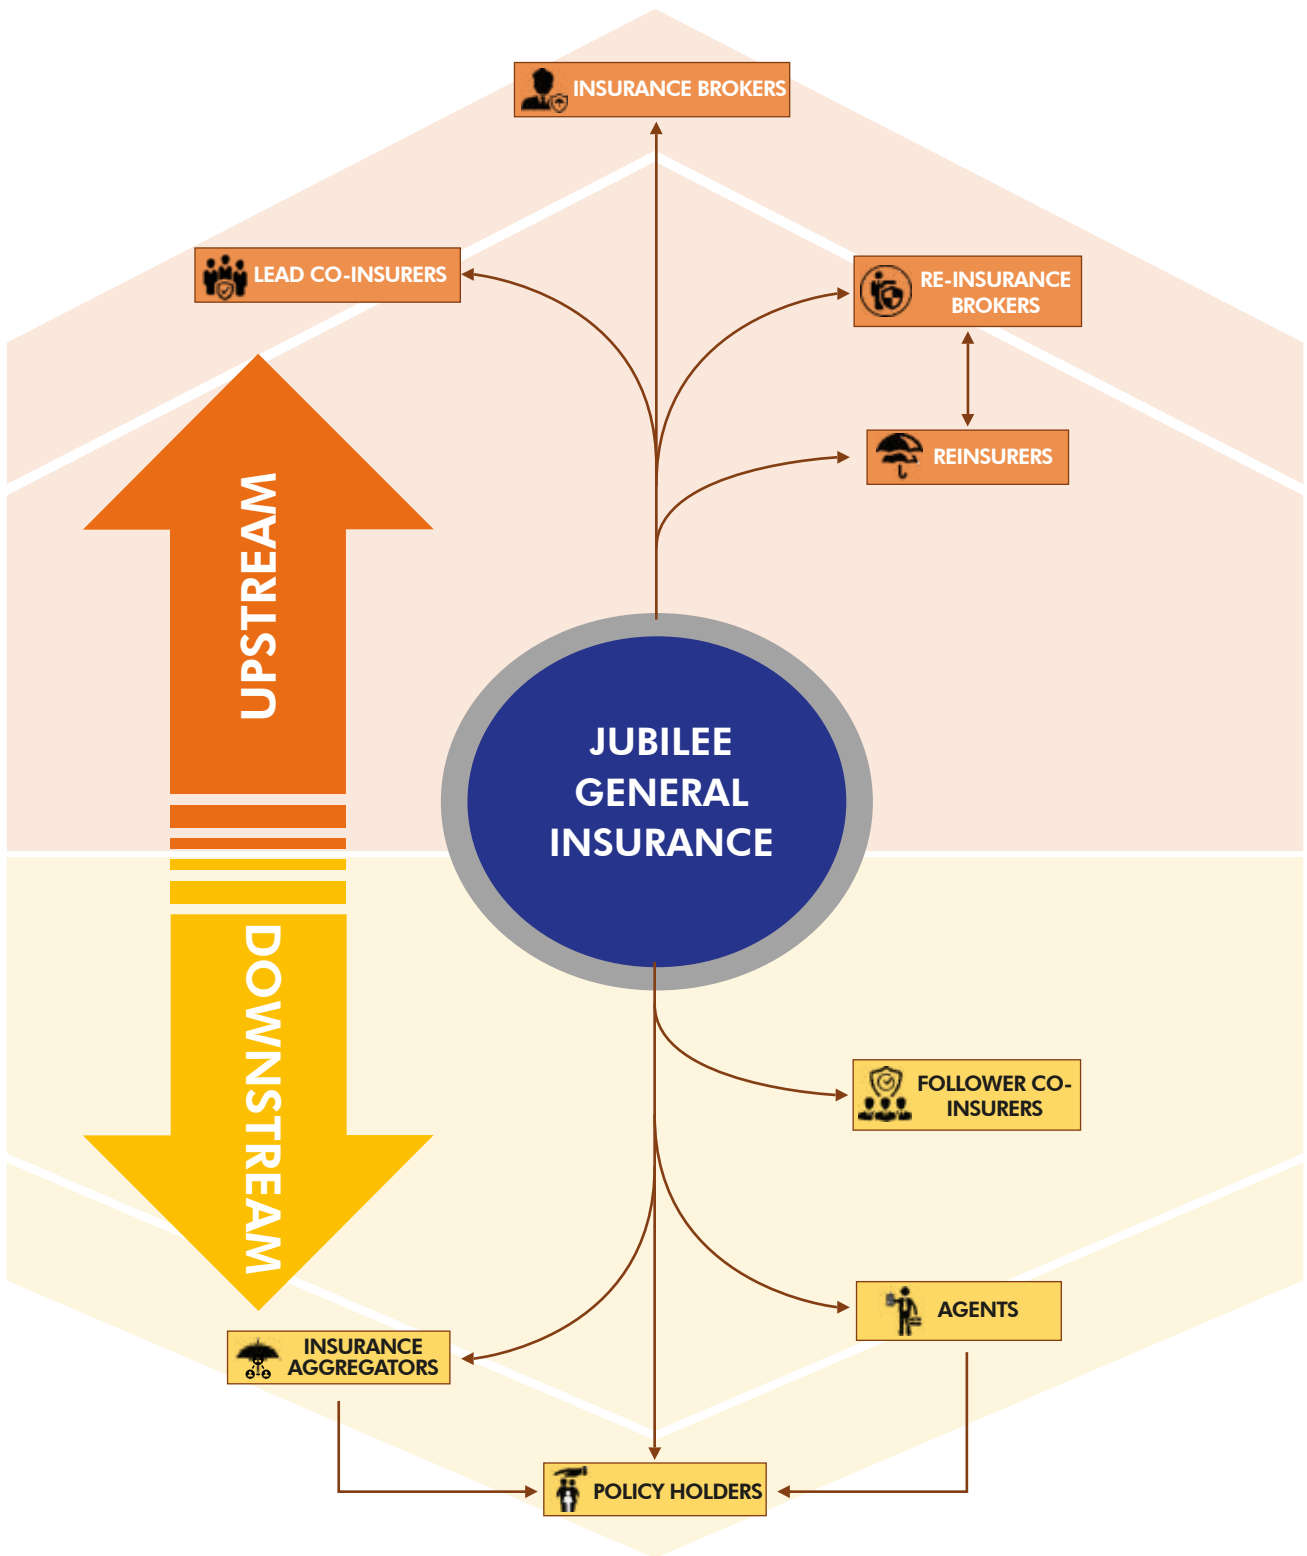 INSURANCE BROKERS
LEAD CO-INSURERS
RE-INSURANCE
BROKERS
REINSURERS
UPSTREAM
JUBILEE
GENERAL
INSURANCE
DOWNSTREAM
FOLLOWER CO-
INSURERS
AGENTS
INSURANCE
AGGREGATORS
POLICY HOLDERS